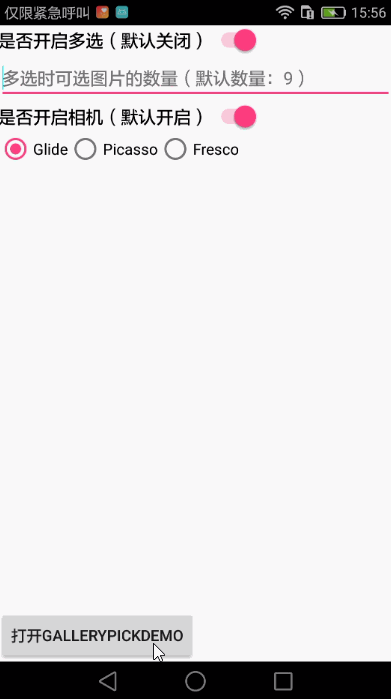 仅限紧急呼叫 15:56
是否开启多选（默认关闭）
多选时可选图片的数量（默认数量：9）
是否开启相机（默认开启）
Glide Picasso Fresco
打开GALLERYPICKDEMO